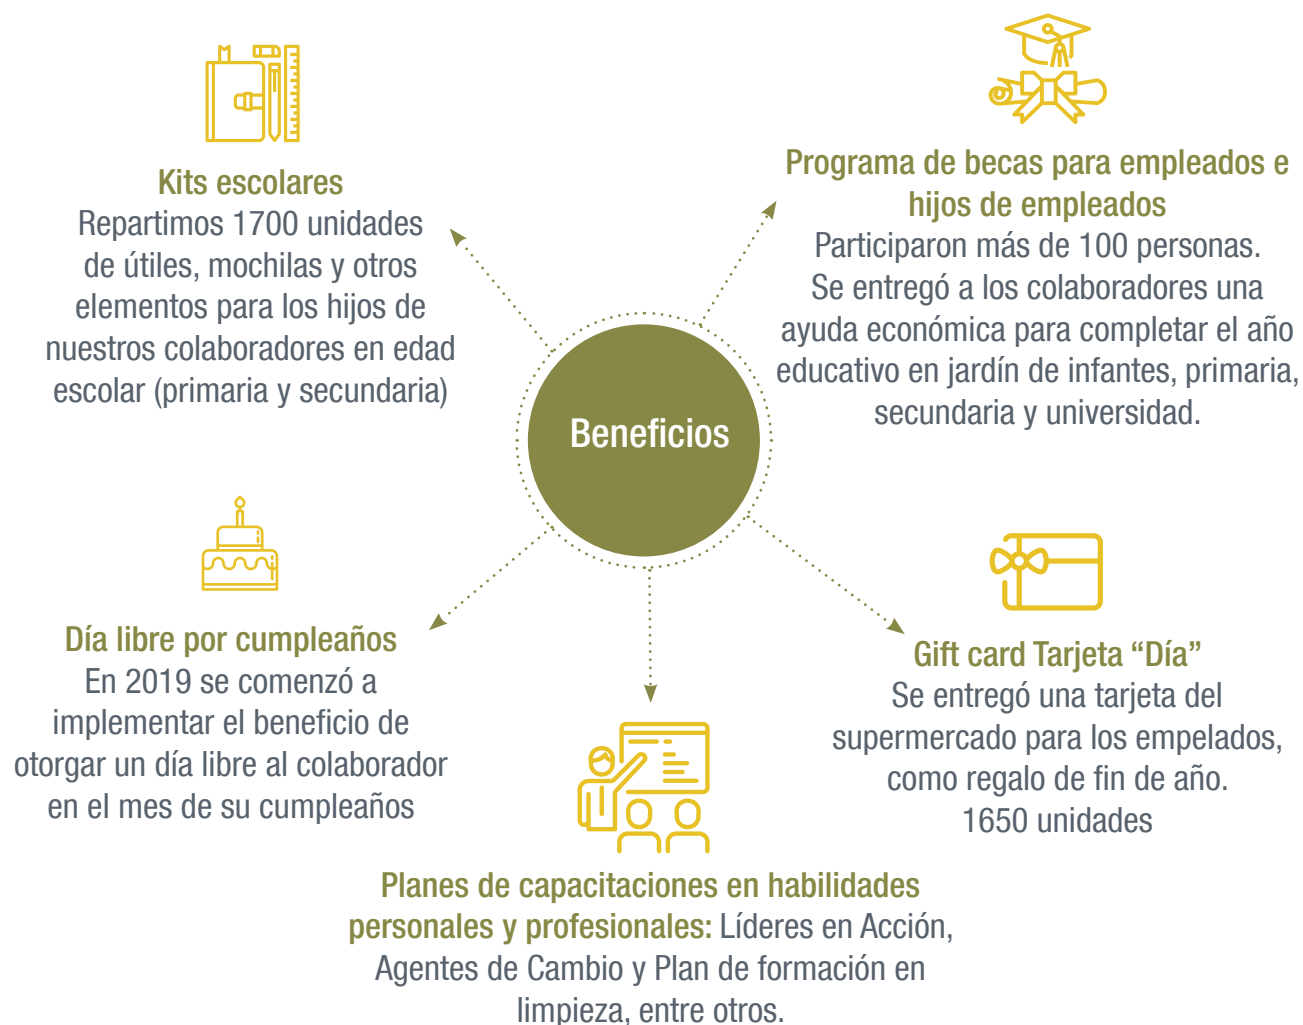 Kits escolares
Repartimos 1700 unidades
de útiles, mochilas y otros
elementos para los hijos de
nuestros colaboradores en edad
escolar (primaria y secundaria)
Programa de becas para empleados e
hijos de empleados
Participaron más de 100 personas.
Se entregó a los colaboradores una
ayuda económica para completar el año
educativo en jardín de infantes, primaria,
secundaria y universidad.
Beneficios
Día libre por cumpleaños
En 2019 se comenzó a
implementar el beneficio de
otorgar un día libre al colaborador
en el mes de su cumpleaños
Gift card Tarjeta “Día”
Se entregó una tarjeta del
supermercado para los empelados,
como regalo de fin de año.
1650 unidades
Planes de capacitaciones en habilidades
personales y profesionales: Líderes en Acción,
Agentes de Cambio y Plan de formación en
limpieza, entre otros.